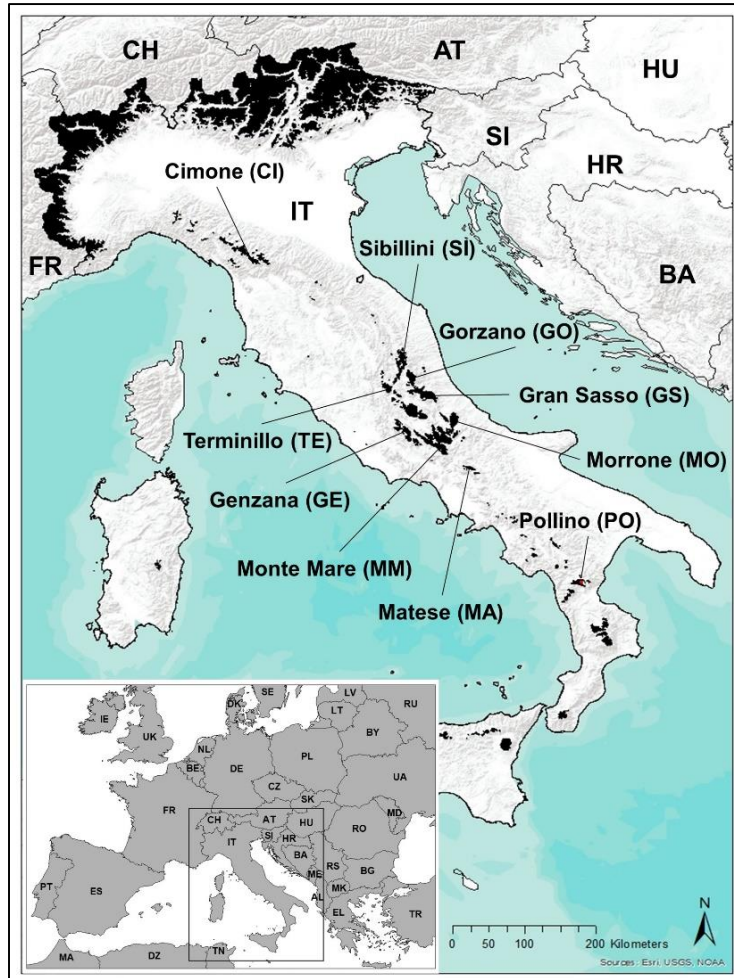 CH
AT
HU
SI
HR
Cimone (CI)
IT
Sibillini (SI)
FR
BA
Gorzano (GO)
Gran Sasso (GS)
Terminillo (TE)
Morrone (MO)
Genzana (GE)
Pollino (PO)
Monte Mare (MM)
Matese (MA)
SE
LV
RU
DK
LT
IE
BY
UK
NL
PL
BE
DE
UA
CZ
SK
FR
MD
CH
AT
HU
RO
SI
HR
IT
BA
RS
ME
BG
PT
ES
MK
AL
EL
TR
MA
DZ
TN
N
0 50 100 200 Kilometers
Sources: Esri, USGS, NOAA